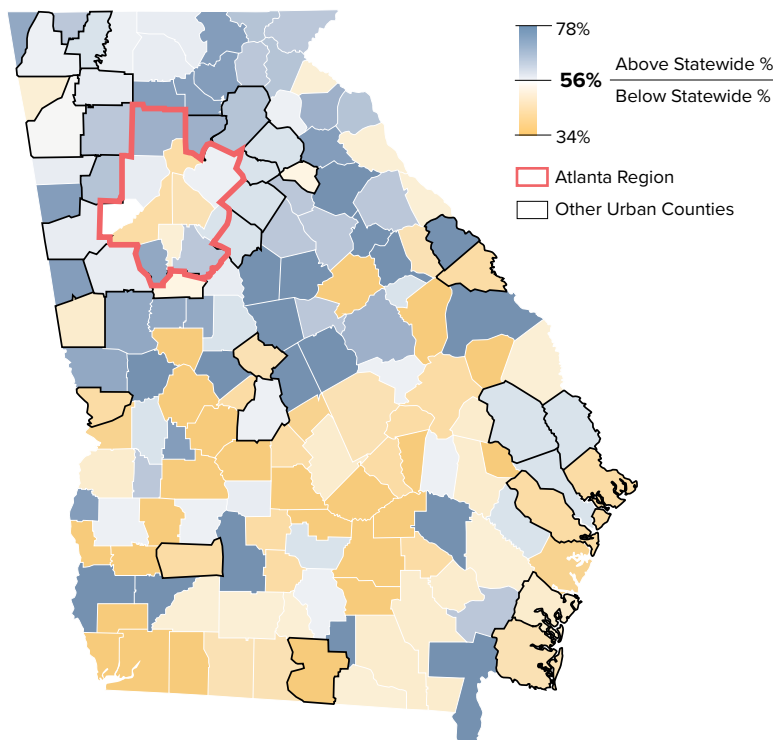 78%
Above Statewide %
56%
Below Statewide %
34%
Atlanta Region
Other Urban Counties